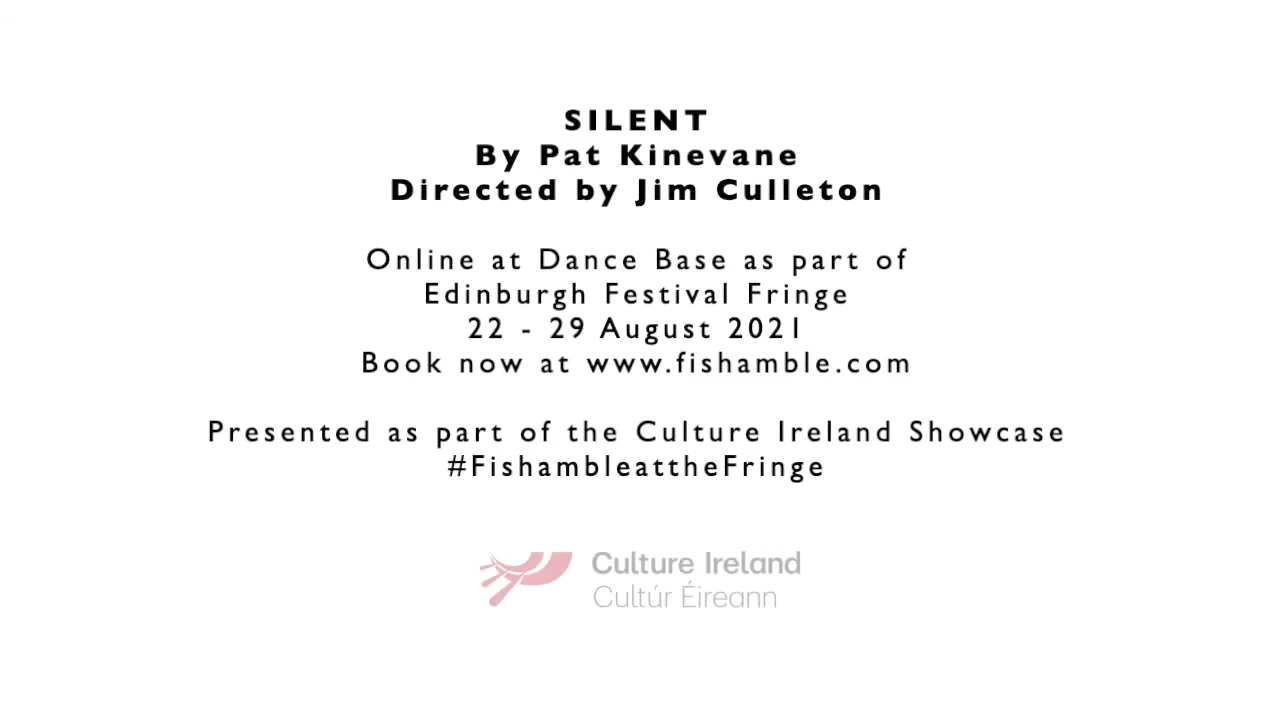 SILENT
By Pat Kinevane
Directed by Jim Culleton
Online at Dance Base as part of
Edinburgh Festival Fringe
22 - 29 August 2021
Book now at www.fishamble.com
Presented as part of the Culture Ireland Showcase
#FishambleattheFringe
Culture Ireland
Cultúr Éireann